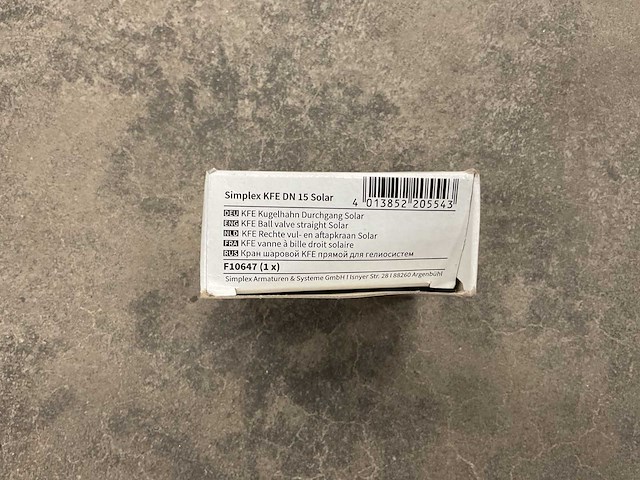 Simplex KFE DN 15 Solar
4 013852 205543
DEU KFE Kugelhahn Durchgang Solar
ENG KFE Ball valve straight Solar
NLD KFE Rechte vul- en aftapkraan Solar
FRA KFE vanne à bille droit solaire
RUS Кран шаровой KFE прямой для гелиосистем
F10647 (1 x)
Simplex Armaturen & Systeme GmbH I Isnyer Str. 28 I 88260 Argenbühl